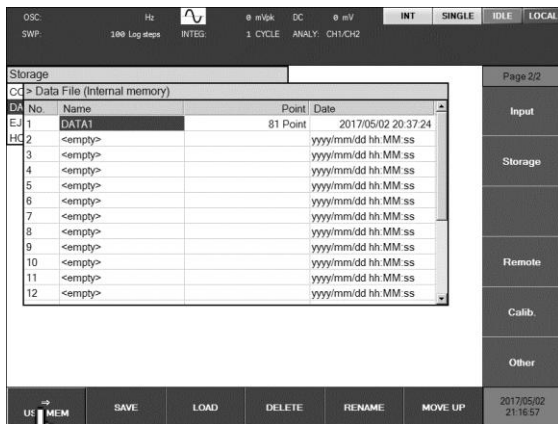 OSC: Hz 0 mVpk DC 0 mV INT SINGLE IDLE LOCAL
SWP: 100 Log steps INTEG: 1 CYCLE ANALY: CH1/CH2
Storage
Page 2/2
> Data File (Internal memory)
No. Name Point Date
1 DATA1 81 Point 2017/05/02 20:37:24
2 <empty> yyyy/mm/dd hh:MM:ss
3 <empty> yyyy/mm/dd hh:MM:ss
4 <empty> yyyy/mm/dd hh:MM:ss
5 <empty> yyyy/mm/dd hh:MM:ss
6 <empty> yyyy/mm/dd hh:MM:ss
7 <empty> yyyy/mm/dd hh:MM:ss
8 <empty> yyyy/mm/dd hh:MM:ss
9 <empty> yyyy/mm/dd hh:MM:ss
10 <empty> yyyy/mm/dd hh:MM:ss
11 <empty> yyyy/mm/dd hh:MM:ss
12 <empty> yyyy/mm/dd hh:MM:ss
Input
Storage
Remote
Calib.
Other
⇒
MEM SAVE LOAD DELETE RENAME MOVE UP
2017/05/02
21:16:57